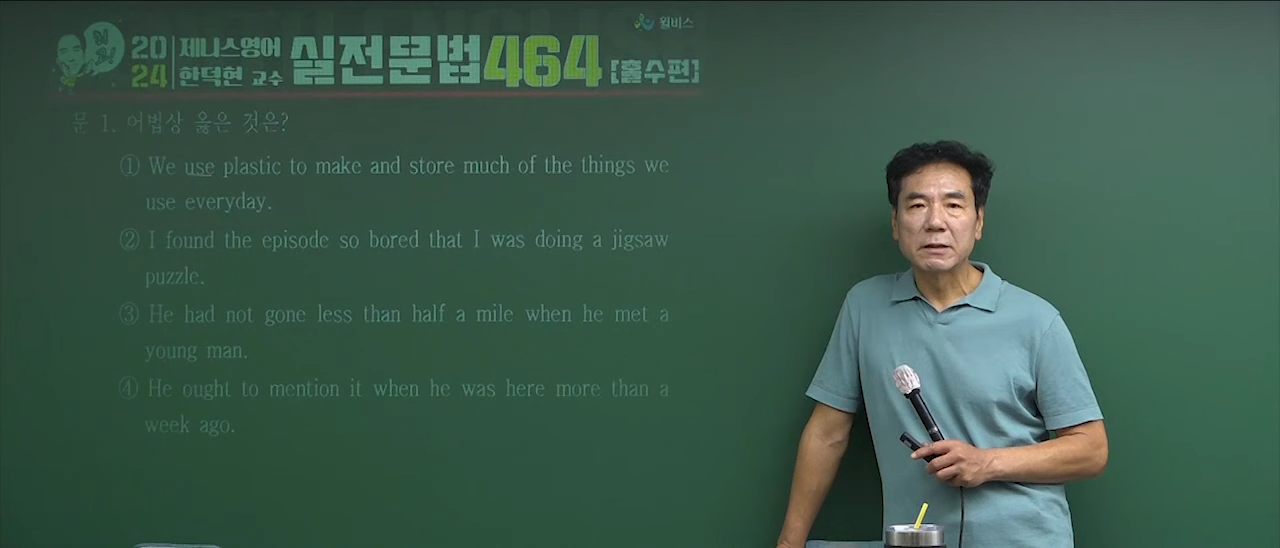 윌비스
2024 제니스영어 한덕현 교수 실전문법464 [홀수편]
문 1. 어법상 옳은 것은?
① We use plastic to make and store much of the things we
use everyday.
② I found the episode so bored that I was doing a jigsaw
puzzle.
③ He had not gone less than half a mile when he met a
young man.
④ He ought to mention it when he was here more than a
week ago.